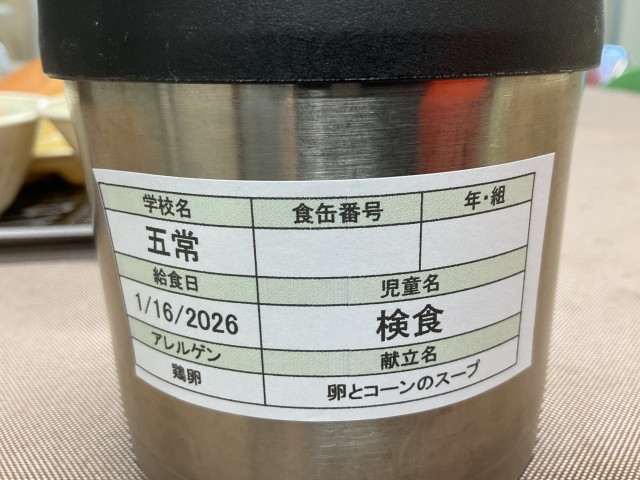 学校名 食缶番号 年・組
五常
給食日 児童名
1/16/2026 検食
アレルゲン 献立名
鶏卵 卵とコーンのスープ